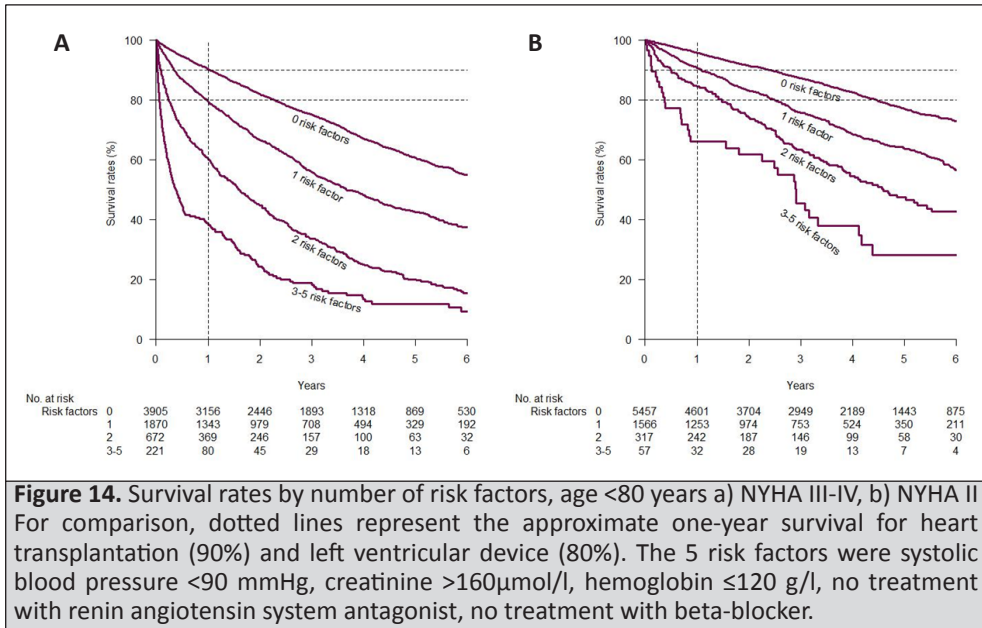 A
B
100
80
60
40
20
0
Survival rates (%)
0 risk factors
1 risk factor
2 risk factors
3-5 risk factors
0 1 2 3 4 5 6
Years
100
80
60
40
20
0
Survival rates (%)
0 risk factors
1 risk factor
2 risk factors
3-5 risk factors
0 1 2 3 4 5 6
Years
No. at risk
Risk factors 0 3905 3156 2446 1893 1318 869 530
1 1870 1343 979 708 494 329 192
2 672 369 246 157 100 63 32
3-5 221 80 45 29 18 13 6
No. at risk
Risk factors 0 5457 4601 3704 2949 2189 1443 875
1 1566 1253 974 753 524 350 211
2 317 242 187 146 99 58 30
3-5 57 32 28 19 13 7 4
Figure 14. Survival rates by number of risk factors, age <80 years a) NYHA III-IV, b) NYHA II
For comparison, dotted lines represent the approximate one-year survival for heart
transplantation (90%) and left ventricular device (80%). The 5 risk factors were systolic
blood pressure <90 mmHg, creatinine >160µmol/l, hemoglobin ≤120 g/l, no treatment
with renin angiotensin system antagonist, no treatment with beta-blocker.